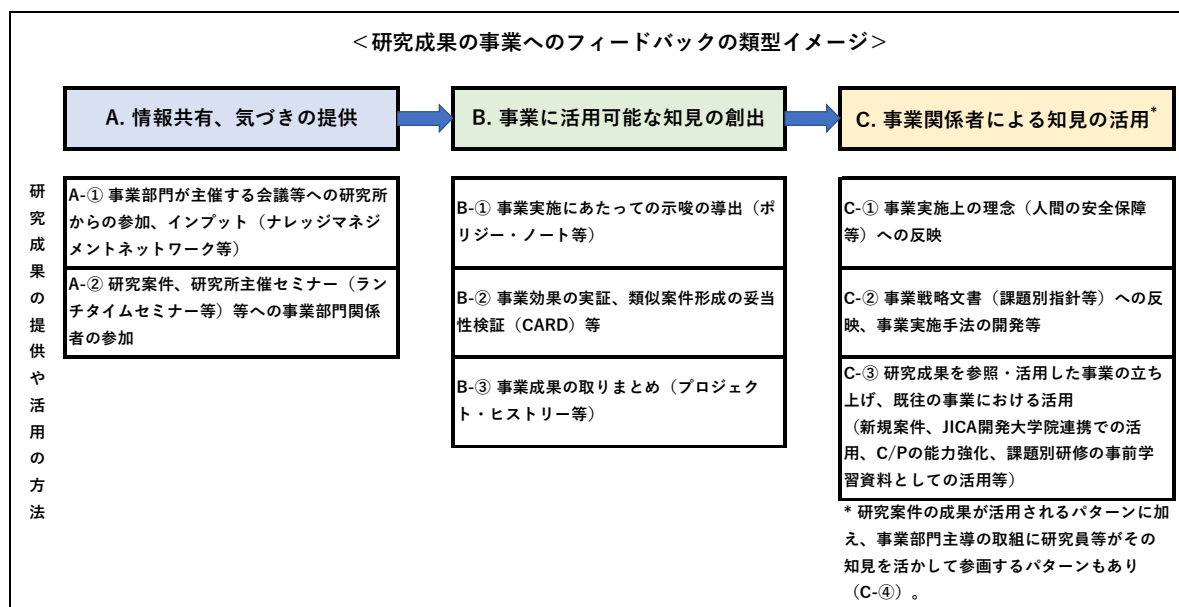 ＜研究成果の事業へのフィードバックの類型イメージ＞
A. 情報共有、気づきの提供
B. 事業に活用可能な知見の創出
C. 事業関係者による知見の活用*
研究成果の提供や活用の方法
A-① 事業部門が主催する会議等への研究所
からの参加、インプット（ナレッジマネジ
メントネットワーク等）
A-② 研究案件、研究所主催セミナー（ラン
チタイムセミナー等）等への事業部門関係
者の参加
B-① 事業実施にあたっての示唆の導出（ポ
リシー・ノート等）
B-② 事業効果の実証、類似案件形成の妥当
性検証（CARD）等
B-③ 事業成果の取りまとめ（プロジェク
ト・ヒストリー等）
C-① 事業実施上の理念（人間の安全保障
等）への反映
C-② 事業戦略文書（課題別指針等）への反
映、事業実施手法の開発等
C-③ 研究成果を参照・活用した事業の立ち
上げ、既往の事業における活用
（新規案件、JICA開発大学院連携での活
用、C/Pの能力強化、課題別研修の事前学
習資料としての活用等）
* 研究案件の成果が活用されるパターンに加
え、事業部門主導の取組に研究員等がその
知見を活かして参画するパターンもあり
（C-④）。